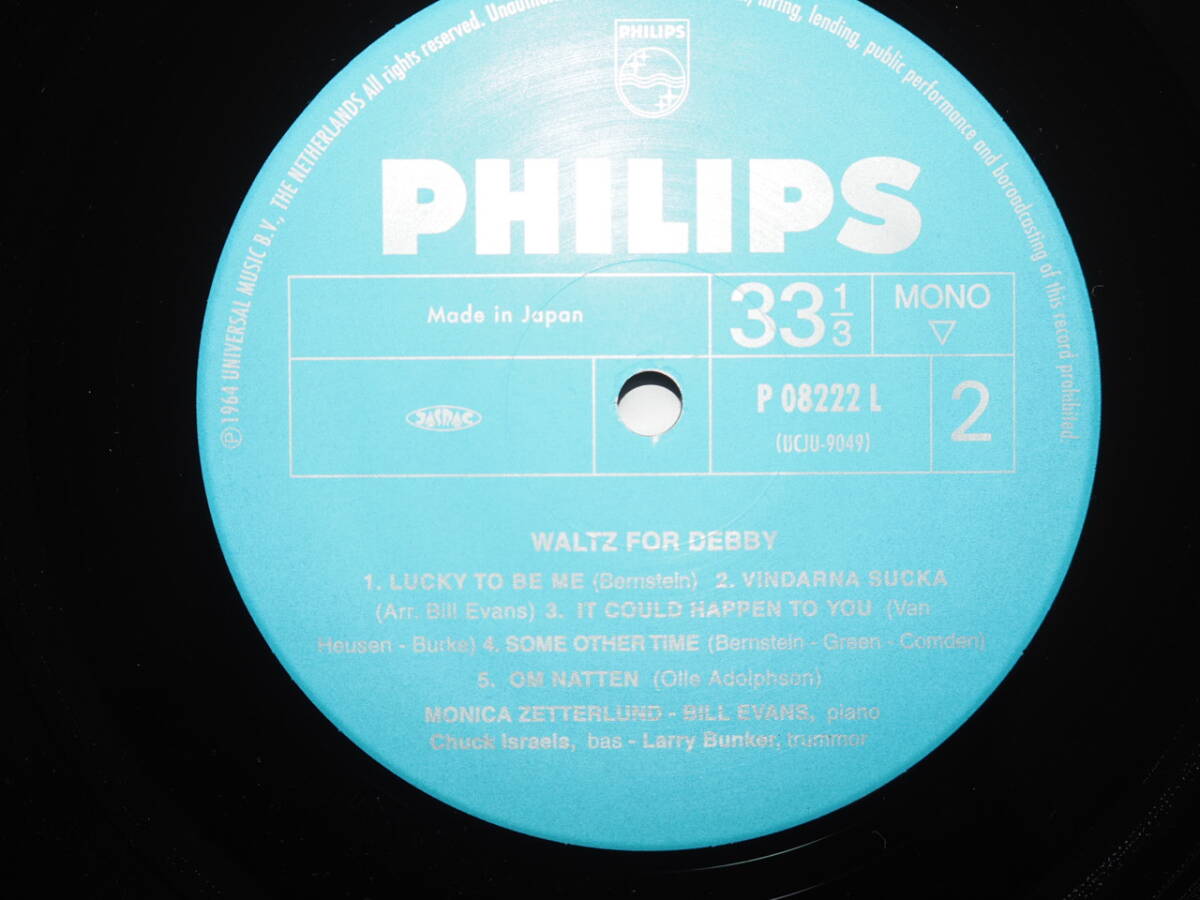 PHILIPS
PHILIPS
Made in Japan
33 1/3
MONO
JASRAC
P 08222 L
(UCJU-9049)
2
WALTZ FOR DEBBY
1. LUCKY TO BE ME (Bernstein) 2. VINDARNA SUCKA
(Arr. Bill Evans) 3. IT COULD HAPPEN TO YOU (Van
Heusen - Burke) 4. SOME OTHER TIME (Bernstein - Green - Comden)
5. OM NATTEN (Olle Adolphson)
MONICA ZETTERLUND - BILL EVANS, piano
Chuck Israels, bas - Larry Bunker, trummor
Ⓟ 1964 UNIVERSAL MUSIC B.V., THE NETHERLANDS All rights reserved. hiring, lending, public performance and boroadcasting of this record prohibited.